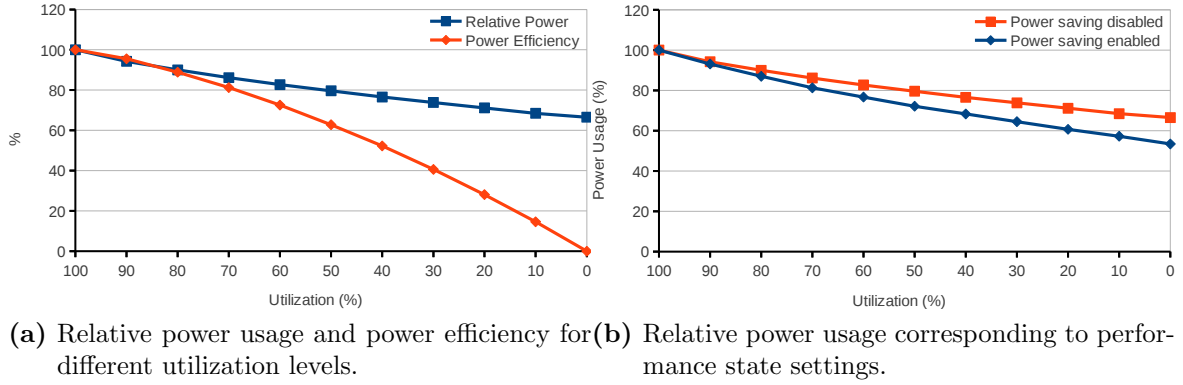 120
100
80
60
40
20
0
%
Relative Power
Power Efficiency
100 90 80 70 60 50 40 30 20 10 0
Utilization (%)
(a) Relative power usage and power efficiency for
different utilization levels.
120
100
80
60
40
20
0
Power Usage (%)
Power saving disabled
Power saving enabled
100 90 80 70 60 50 40 30 20 10 0
Utilization (%)
(b) Relative power usage corresponding to perfor-
mance state settings.